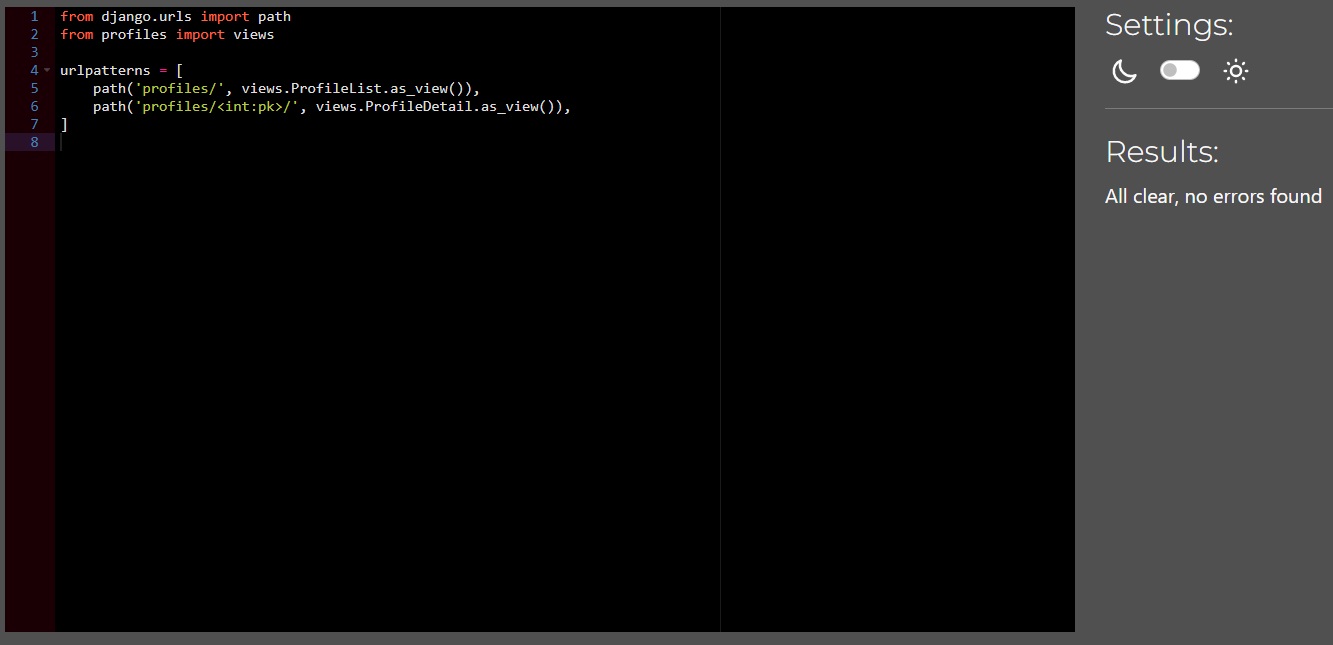 1 from django.urls import path
2 from profiles import views
3
4 urlpatterns = [
5     path('profiles/', views.ProfileList.as_view()),
6     path('profiles/<int:pk>/', views.ProfileDetail.as_view()),
7 ]
8
Settings:
Results:
All clear, no errors found